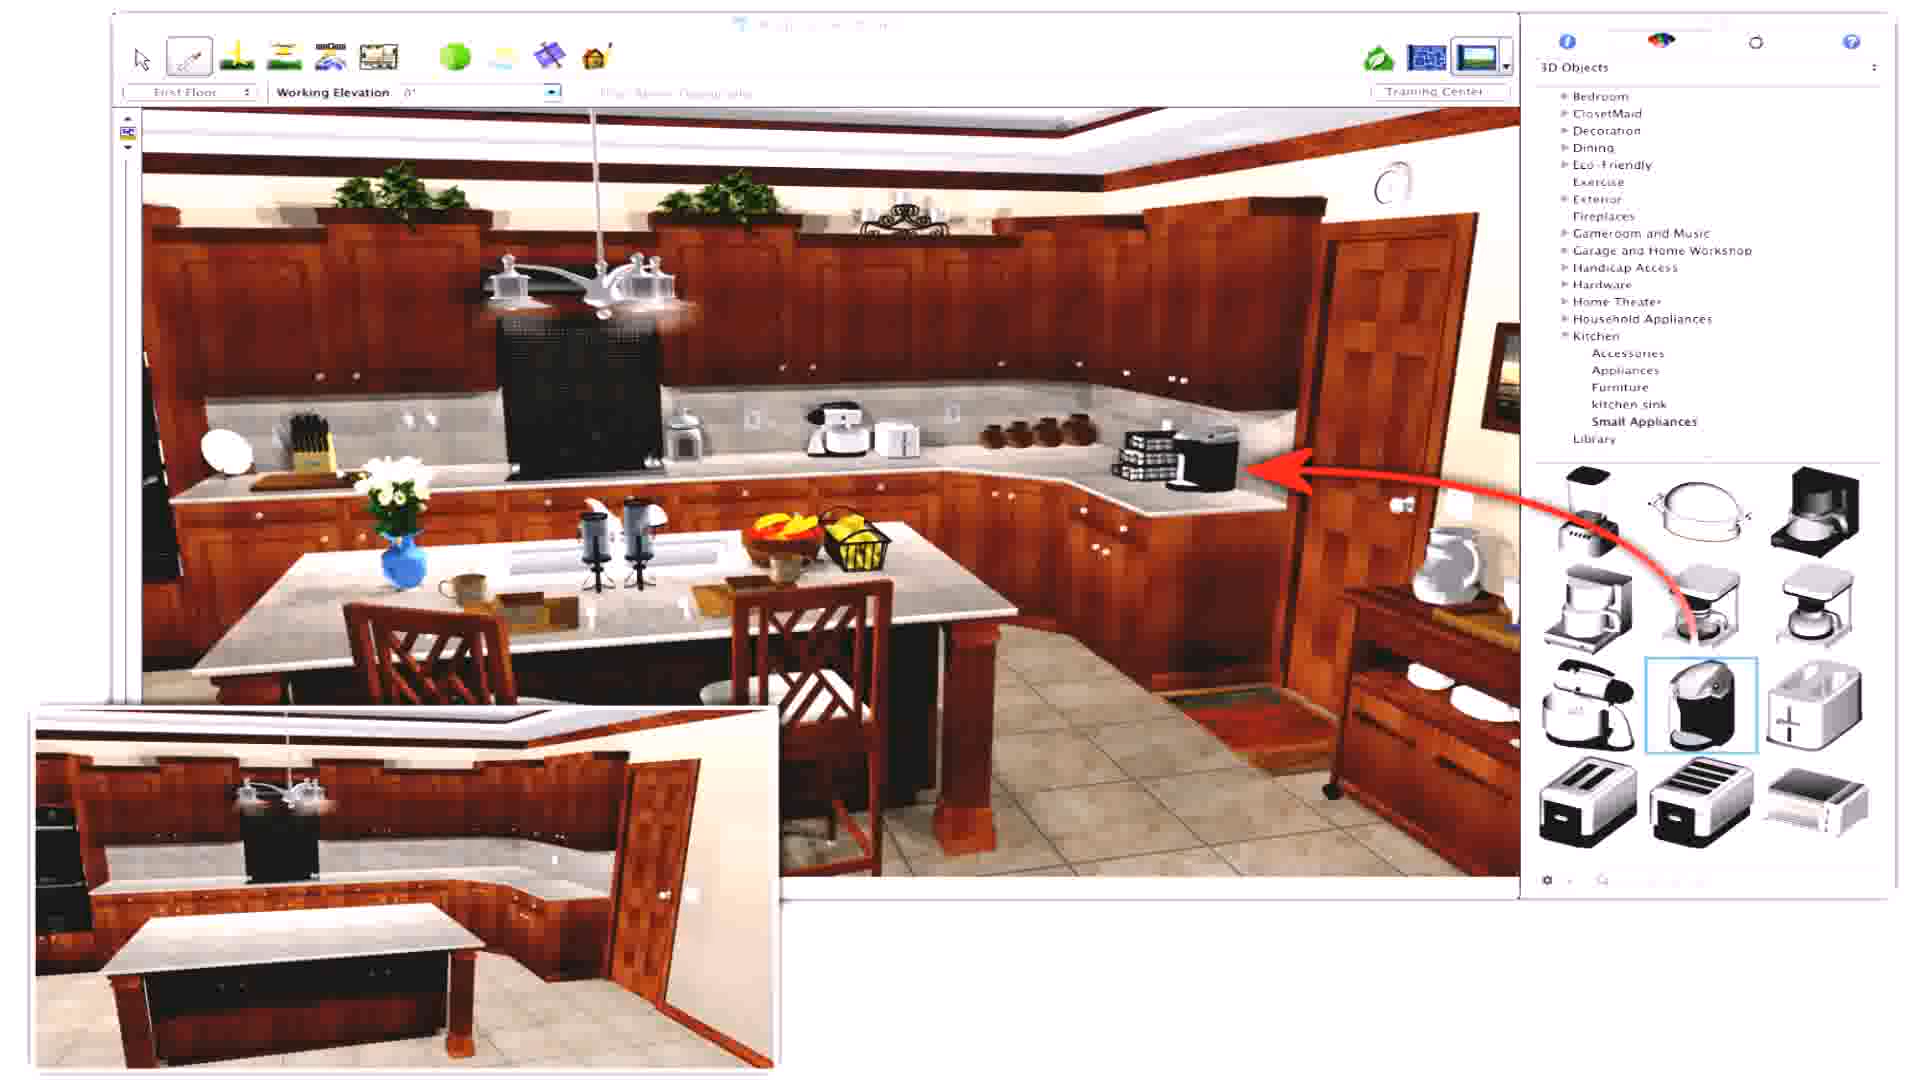 First Floor
Working Elevation 0"
Training Center
3D Objects
Bedroom
ClosetMaid
Decoration
Dining
Eco-Friendly
Exercise
Exterior
Fireplaces
Gameroom and Music
Garage and Home Workshop
Handicap Access
Hardware
Home Theater
Household Appliances
Kitchen
Accessories
Appliances
Furniture
kitchen sink
Small Appliances
Library